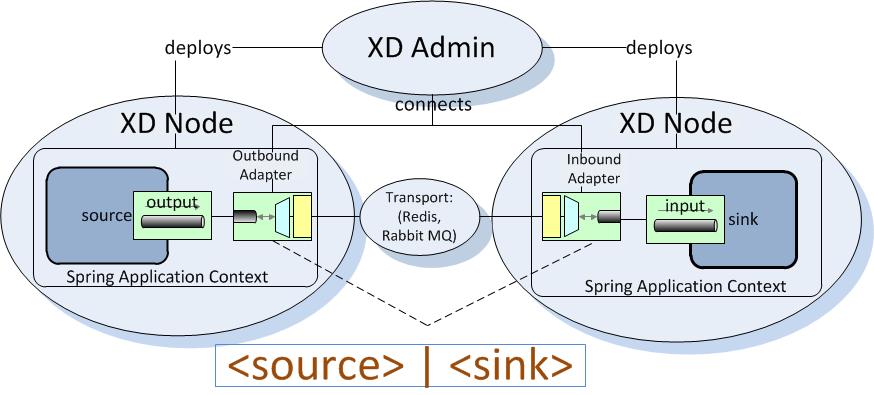 XD Admin
deploys
deploys
connects
XD Node
XD Node
Outbound
Adapter
Inbound
Adapter
source
output
Transport:
(Redis,
Rabbit MQ)
input
sink
Spring Application Context
Spring Application Context
<source> | <sink>